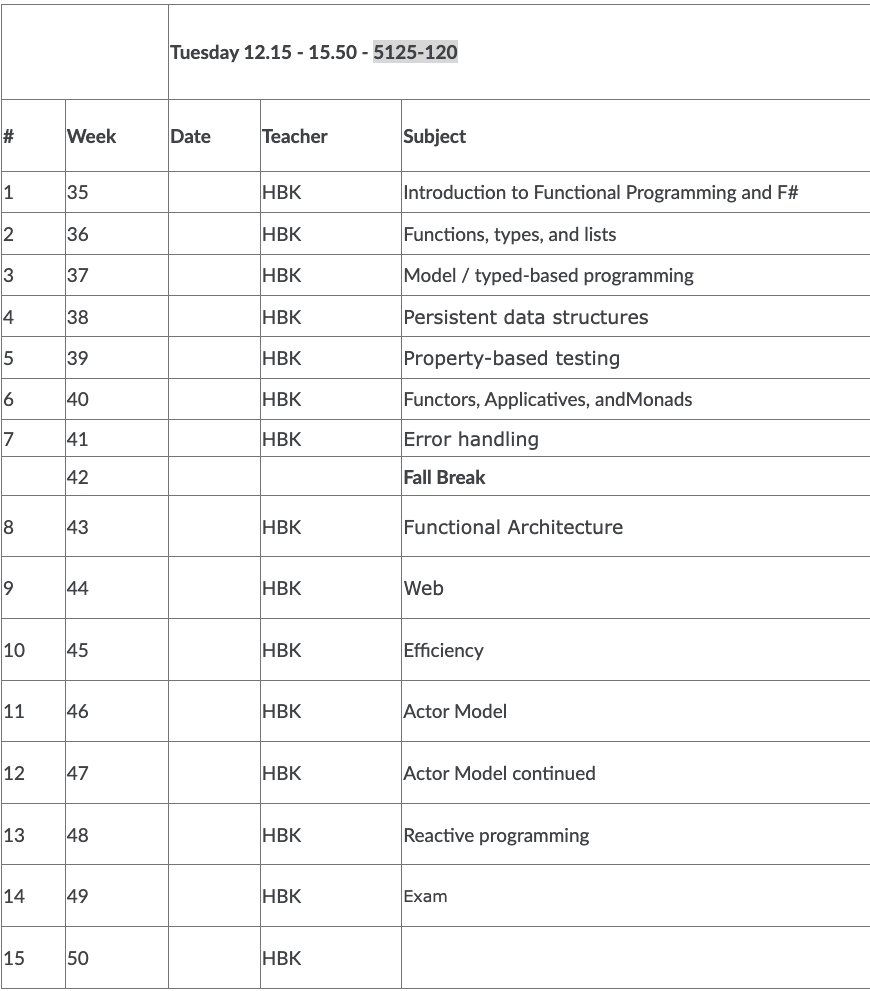 Tuesday 12.15 - 15.50 - 5125-120
# Week Date Teacher Subject
1 35 HBK Introduction to Functional Programming and F#
2 36 HBK Functions, types, and lists
3 37 HBK Model / typed-based programming
4 38 HBK Persistent data structures
5 39 HBK Property-based testing
6 40 HBK Functors, Applicatives, andMonads
7 41 HBK Error handling
42 Fall Break
8 43 HBK Functional Architecture
9 44 HBK Web
10 45 HBK Efficiency
11 46 HBK Actor Model
12 47 HBK Actor Model continued
13 48 HBK Reactive programming
14 49 HBK Exam
15 50 HBK